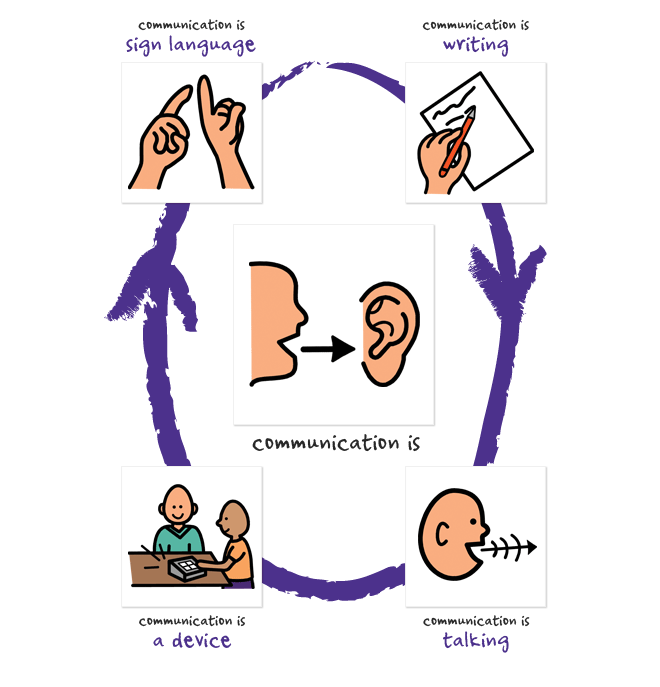 communication is
sign language
communication is
writing
communication is
communication is
a device
communication is
talking